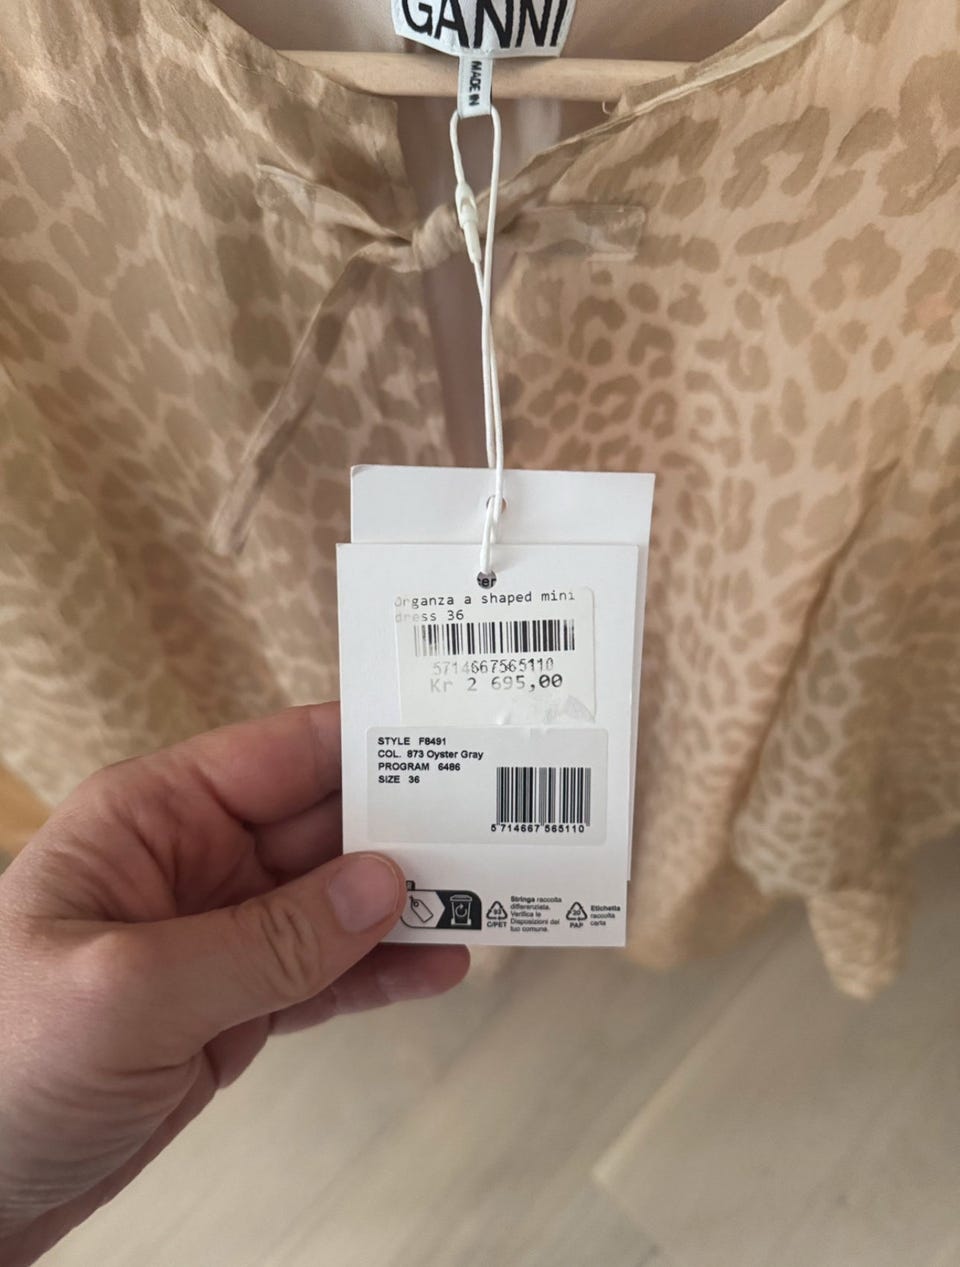 GANNI
MADE IN
Organza a shaped mini
dress 36
5714667565110
Kr 2 695,00
STYLE F8491
COL. 873 Oyster Gray
PROGRAM 6486
SIZE 36
5 714667 565110
Stringa raccolta
differenziata.
Verifica le
Disposizioni del
tuo comune.
C/PET
Etichetta
raccolta
carta
PAP